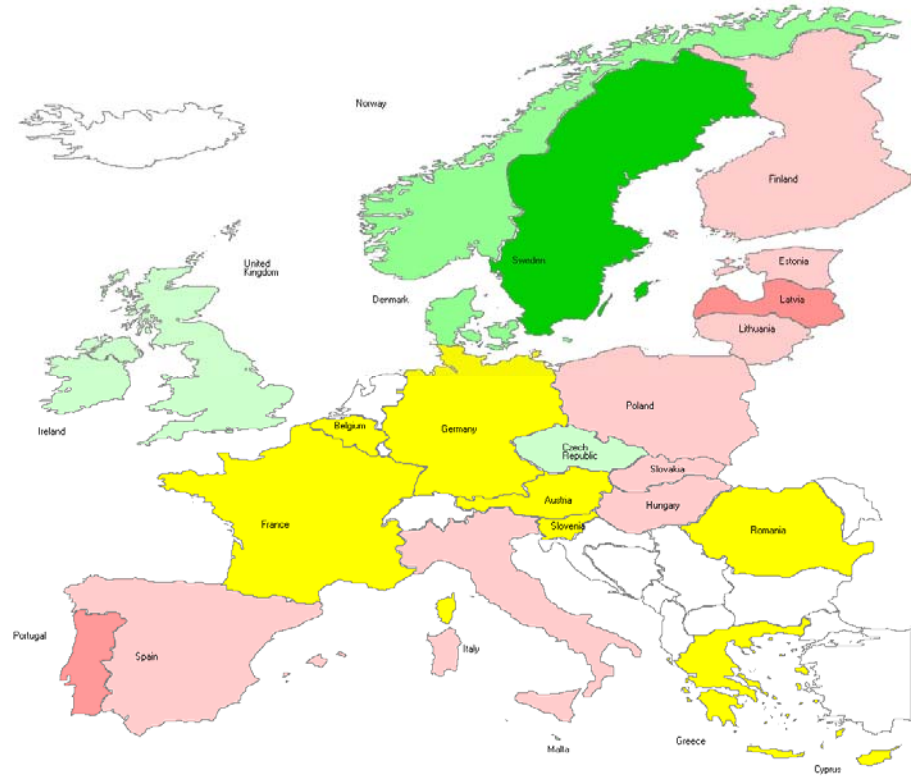 Norway
Finland
United
Kingdom
Sweden
Estonia
Denmark
Latvia
Lithuania
Poland
Ireland
Belgium
Germany
Czech
Republic
Slovakia
Austria
Hungary
France
Slovenia
Romania
Portugal
Spain
Italy
Malta
Greece
Cyprus